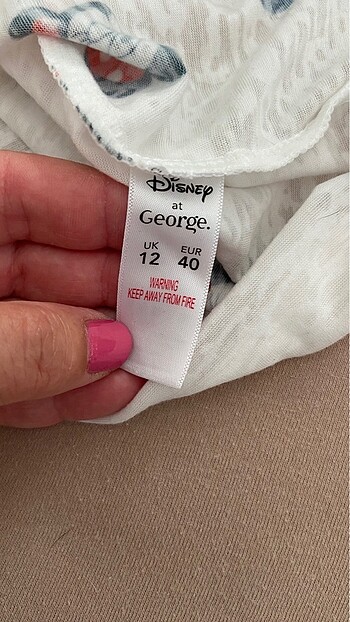 Disney
at
George.
UK EUR
12 40
WARNING
KEEP AWAY FROM FIRE